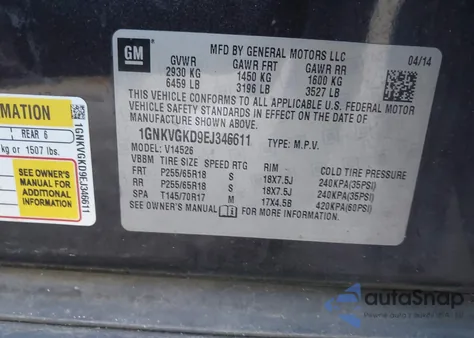 GM
MFD BY GENERAL MOTORS LLC
04/14
GVWR GAWR FRT GAWR RR
2930 KG 1450 KG 1600 KG
6459 LB 3196 LB 3527 LB
THIS VEHICLE CONFORMS TO ALL APPLICABLE U.S. FEDERAL MOTOR
VEHICLE SAFETY AND THEFT PREVENTION STANDARDS IN EFFECT ON THE DATE OF
MANUFACTURE SHOWN ABOVE.
1GNKVGKD9EJ346611 TYPE: M.P.V.
MODEL: V14526
VBBM TIRE SIZE SPEED RTG RIM COLD TIRE PRESSURE
FRT P255/65R18 S 18X7.5J 240KPA(35PSI)
RR P255/65R18 S 18X7.5J 240KPA(35PSI)
SPA T145/70R17 M 17X4.5B 420KPA(60PSI)
SEE OWNER'S MANUAL FOR MORE INFORMATION
RMATION
REAR 6
kg or 1507 lbs.
SEE OWNER'S
MANUAL FOR
ADDITIONAL
INFORMATION
1GNKVGKD9EJ346611
autoSnap